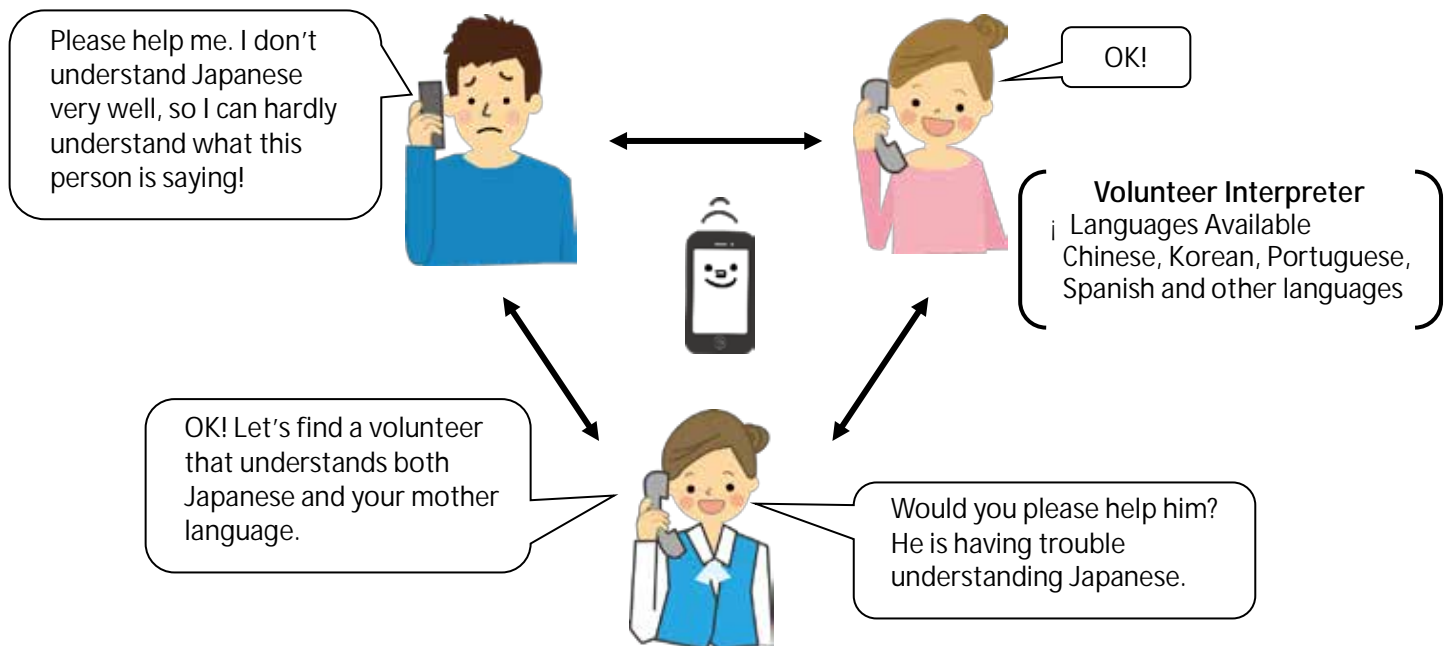 Please help me. I don't
understand Japanese
very well, so I can hardly
understand what this
person is saying!
OK!
Volunteer Interpreter
¡ Languages Available
Chinese, Korean, Portuguese,
Spanish and other languages
OK! Let's find a volunteer
that understands both
Japanese and your mother
language.
Would you please help him?
He is having trouble
understanding Japanese.